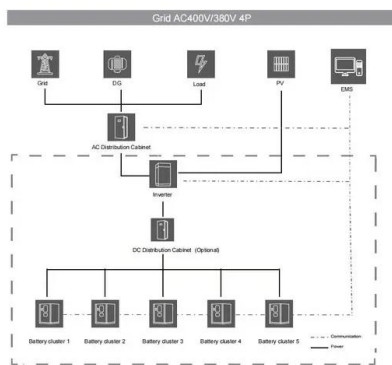 Grid AC400V/380V 4P
Grid
DG
Load
PV
EMS
AC Distribution Cabinet
Inverter
DC Distribution Cabinet (Optional)
Battery cluster 1
Battery cluster 2
Battery cluster 3
Battery cluster 4
Battery cluster 5
Communication
Power